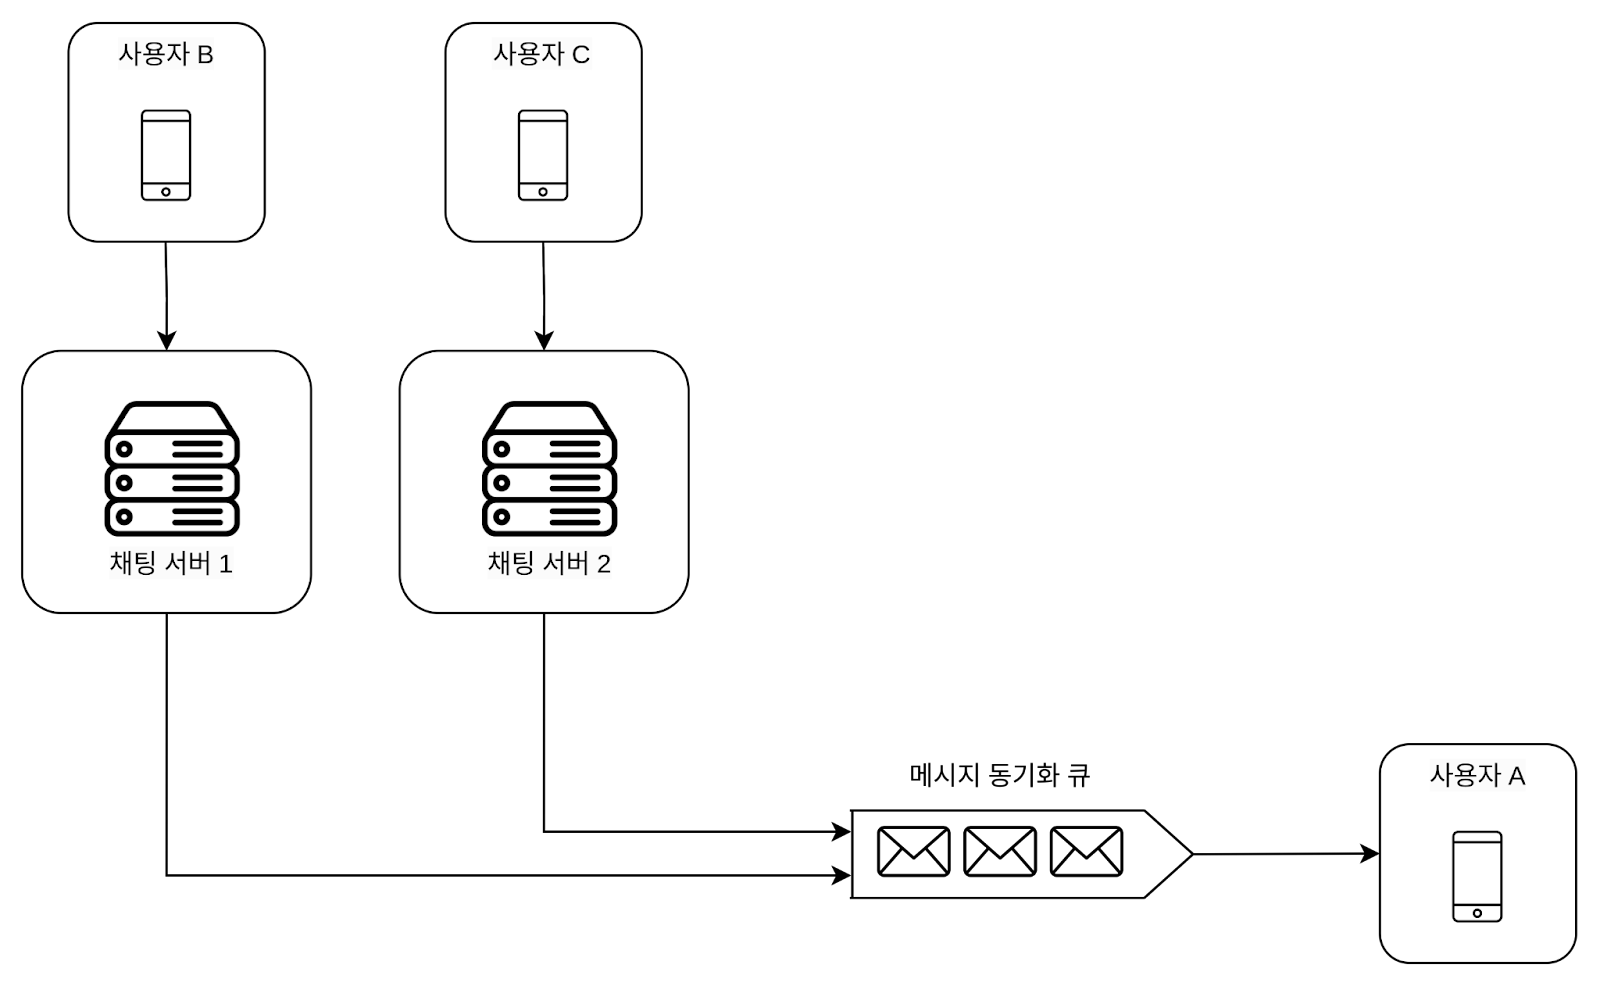 사용자 B
사용자 C
채팅 서버 1
채팅 서버 2
메시지 동기화 큐
사용자 A